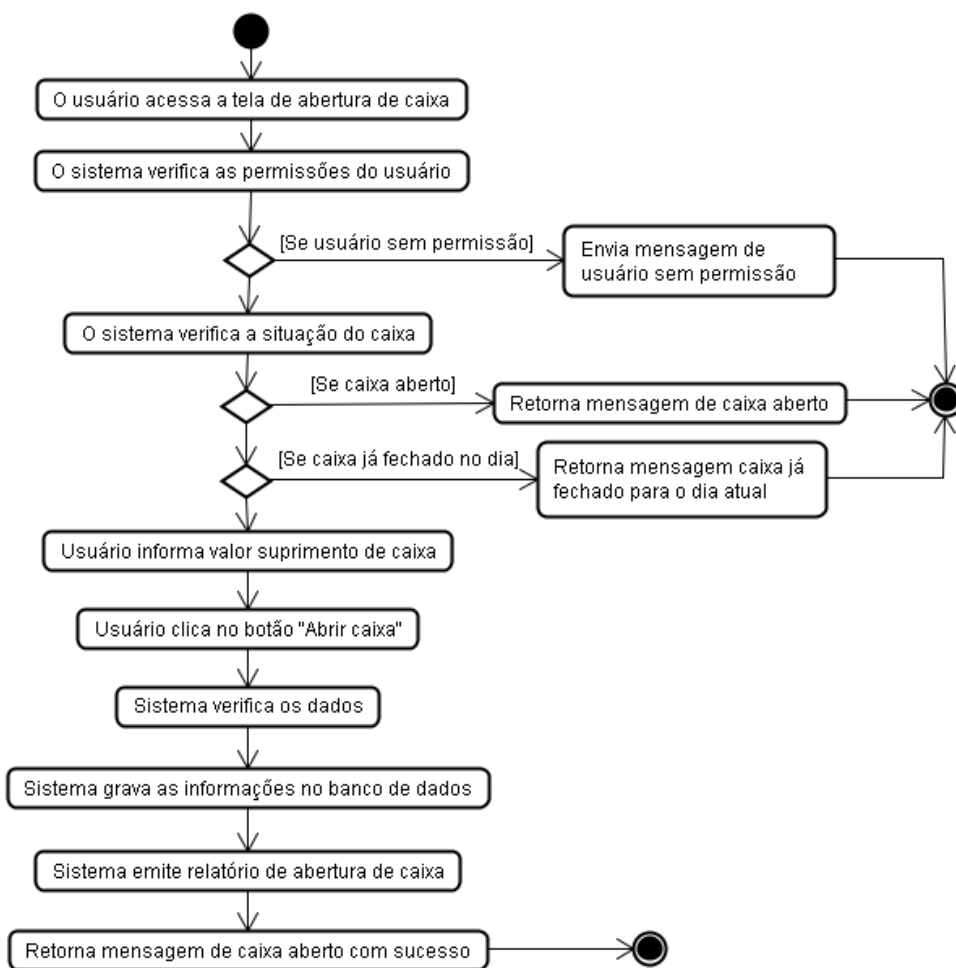 O usuário acessa a tela de abertura de caixa
O sistema verifica as permissões do usuário
[Se usuário sem permissão]
Envia mensagem de
usuário sem permissão
O sistema verifica a situação do caixa
[Se caixa aberto]
Retorna mensagem de caixa aberto
[Se caixa já fechado no dia]
Retorna mensagem caixa já
fechado para o dia atual
Usuário informa valor suprimento de caixa
Usuário clica no botão "Abrir caixa"
Sistema verifica os dados
Sistema grava as informações no banco de dados
Sistema emite relatório de abertura de caixa
Retorna mensagem de caixa aberto com sucesso